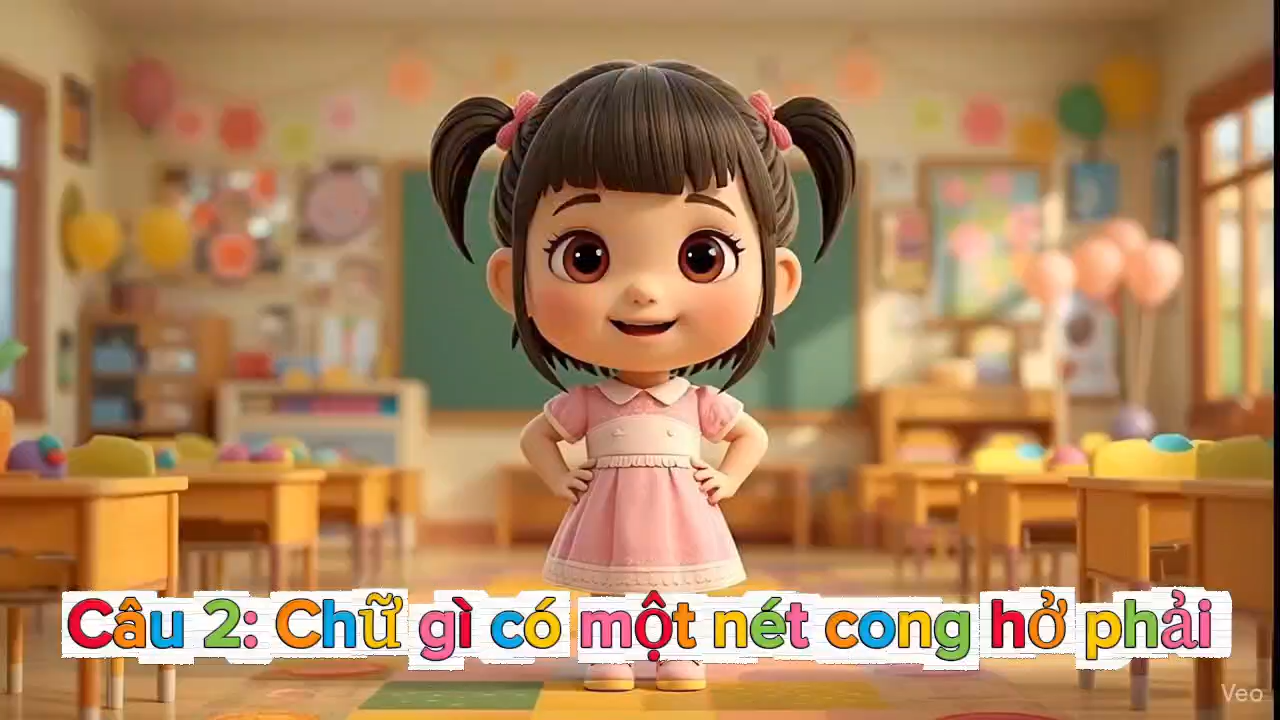 Câu 2: Chữ gì có một nét cong hở phải
Veo